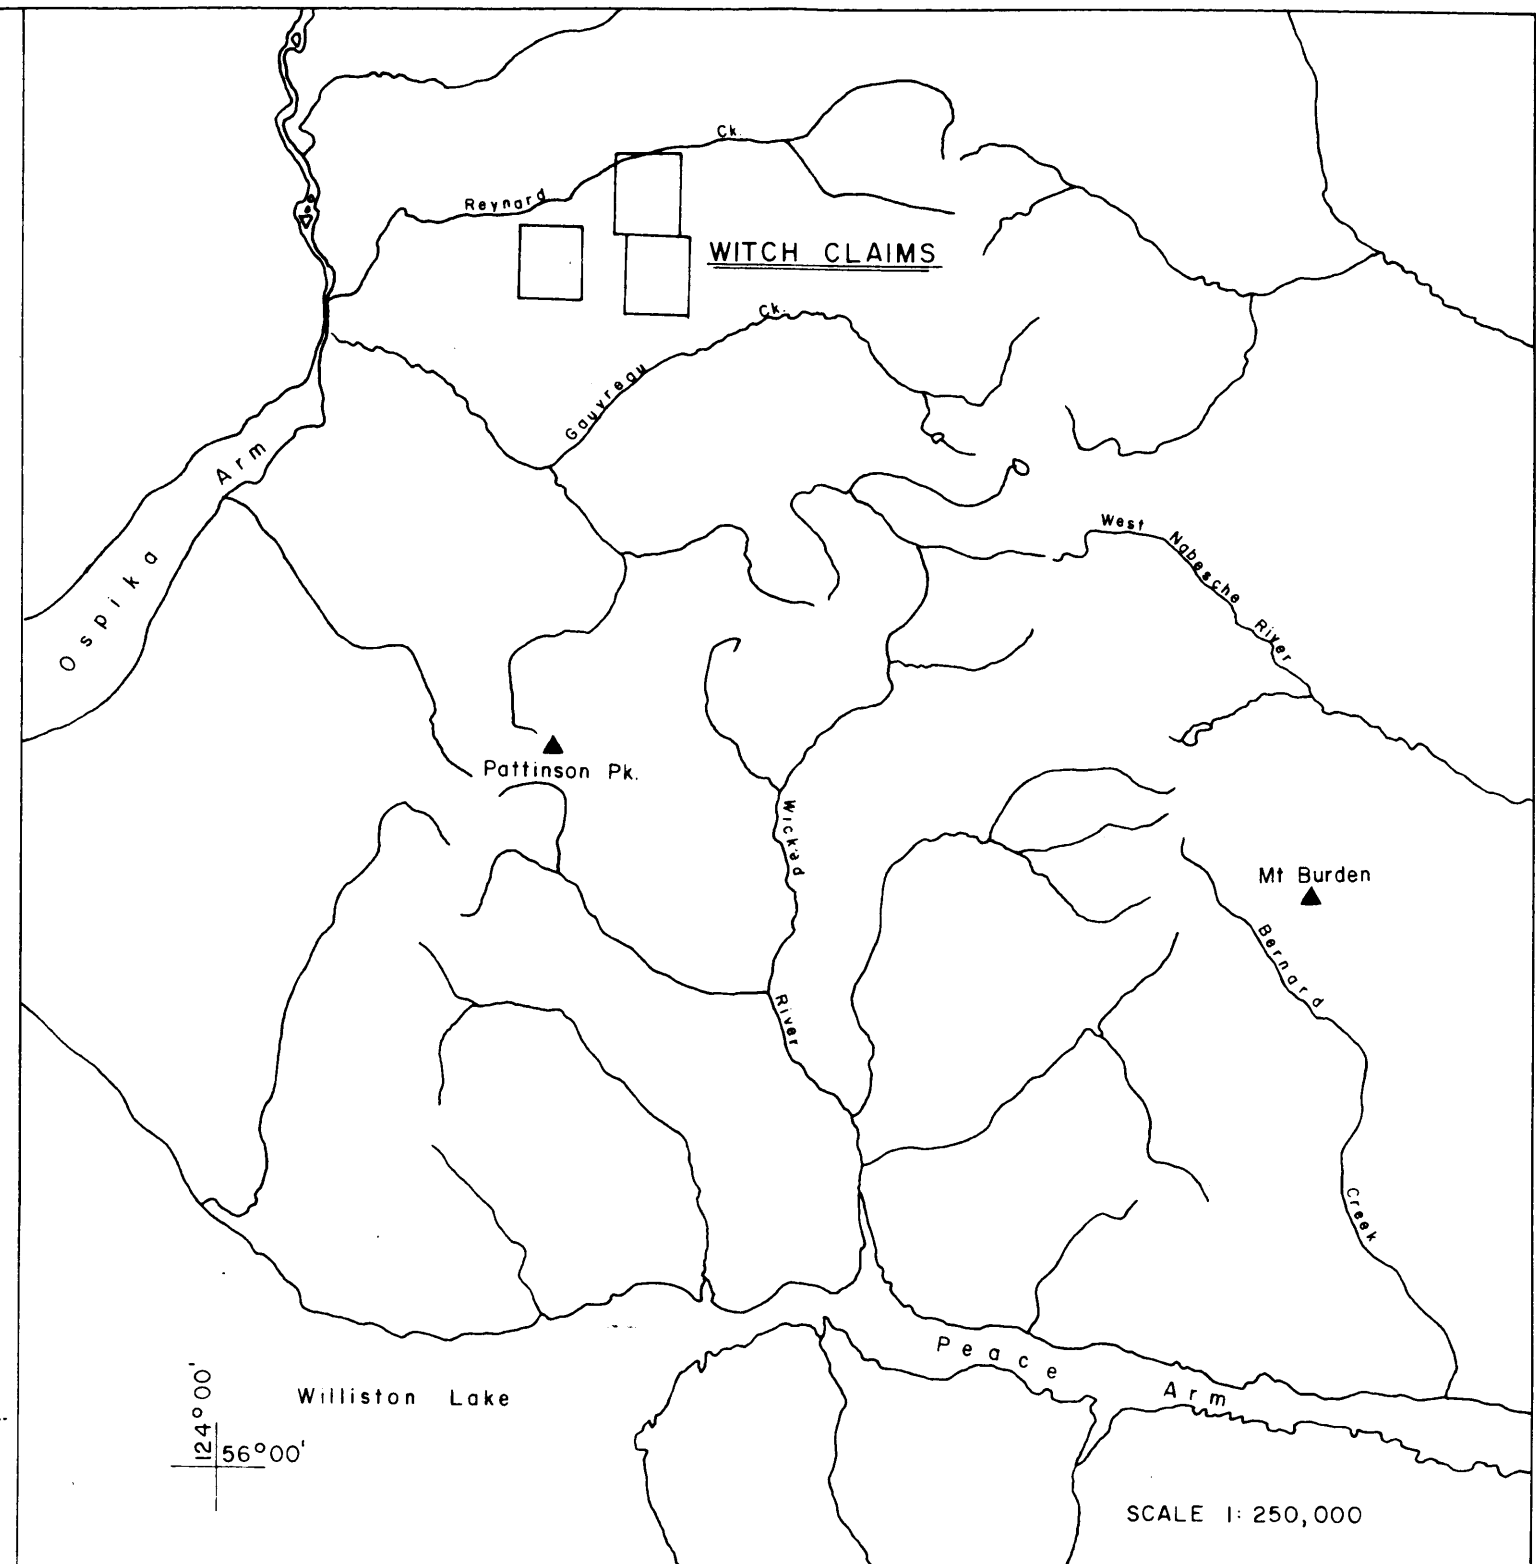 Ck.
Reynard
WITCH CLAIMS
Ck.
Gauvreau
Arm
Ospika
West Nabesche River
Pattinson Pk.
Wicked River
Mt Burden
Bernard Creek
Peace Arm
Williston Lake
124°00'
56°00'
SCALE 1: 250,000